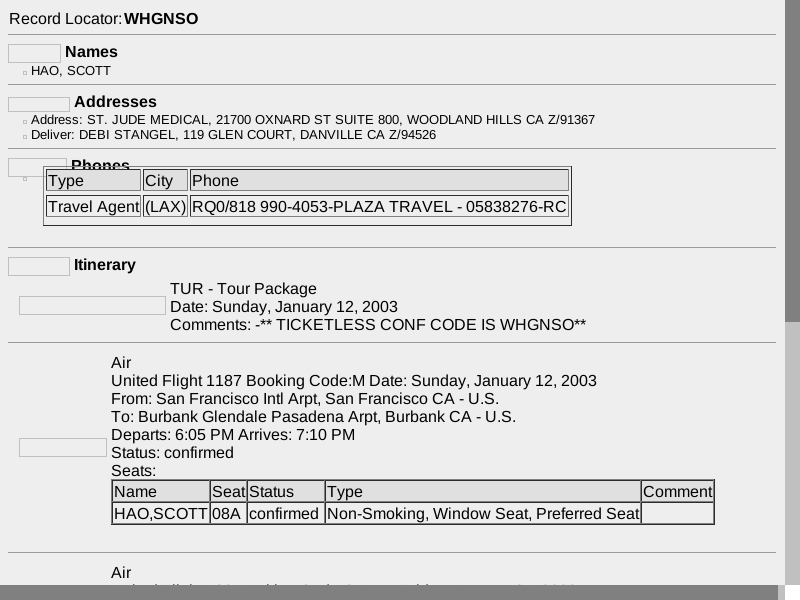 Record Locator: WHGNSO
Names
HAO, SCOTT
Addresses
Address: ST. JUDE MEDICAL, 21700 OXNARD ST SUITE 800, WOODLAND HILLS CA Z/91367
Deliver: DEBI STANGEL, 119 GLEN COURT, DANVILLE CA Z/94526
Phones
Type City Phone
Travel Agent (LAX) RQ0/818 990-4053-PLAZA TRAVEL - 05838276-RC
Itinerary
TUR - Tour Package
Date: Sunday, January 12, 2003
Comments: -** TICKETLESS CONF CODE IS WHGNSO**
Air
United Flight 1187 Booking Code:M Date: Sunday, January 12, 2003
From: San Francisco Intl Arpt, San Francisco CA - U.S.
To: Burbank Glendale Pasadena Arpt, Burbank CA - U.S.
Departs: 6:05 PM Arrives: 7:10 PM
Status: confirmed
Seats:
Name Seat Status Type Comment
HAO,SCOTT 08A confirmed Non-Smoking, Window Seat, Preferred Seat
Air